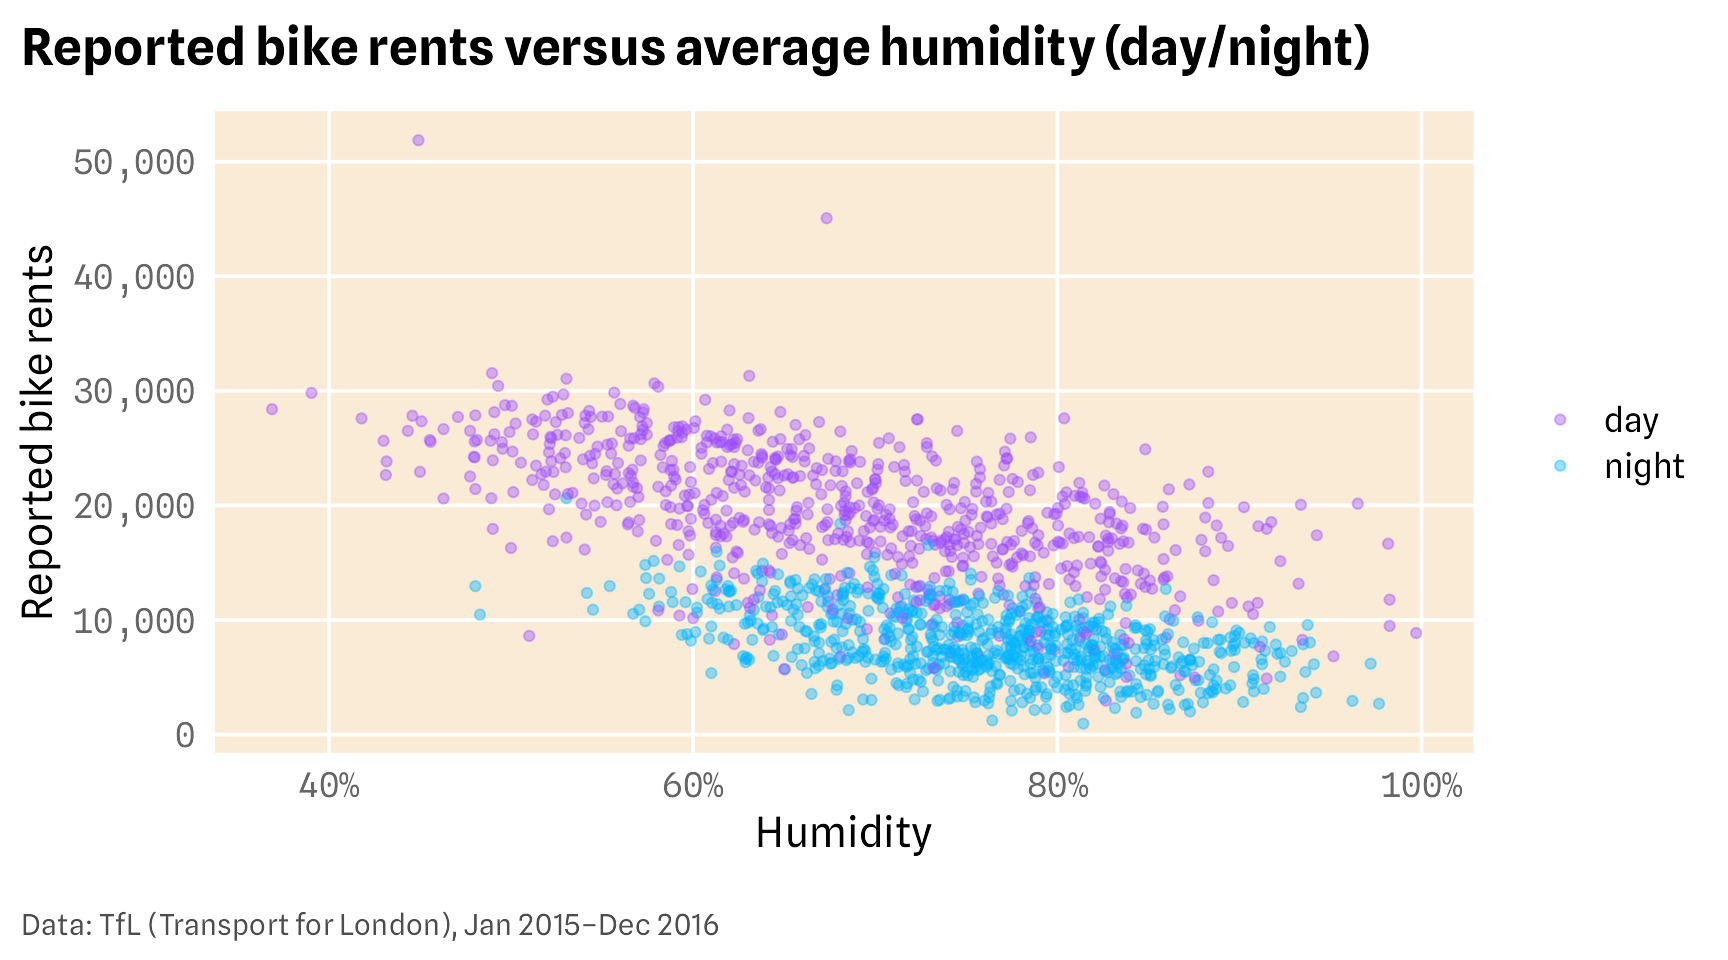 Reported bike rents versus average humidity (day/night)
50,000
40,000
30,000
20,000
10,000
0
Reported bike rents
40% 60% 80% 100%
Humidity
day
night
Data: TfL (Transport for London), Jan 2015–Dec 2016